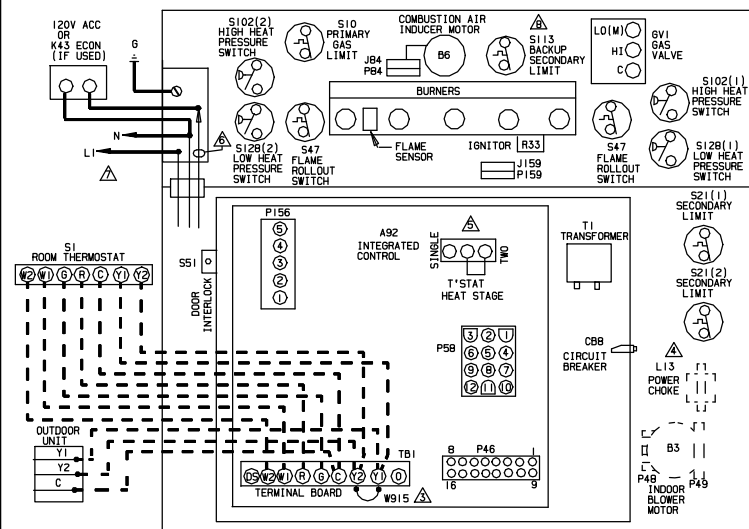 120V ACC
OR
K43 ECON
(IF USED)
G
S102(2)
HIGH HEAT
PRESSURE
SWITCH
S10
PRIMARY
GAS
LIMIT
COMBUSTION AIR
INDUCER MOTOR
B6
J84
P84
8
S113
BACKUP
SECONDARY
LIMIT
LO(M)
HI
C
GV1
GAS
VALVE
BURNERS
S102(1)
HIGH HEAT
PRESSURE
SWITCH
N
L1
7
6
S128(2)
LOW HEAT
PRESSURE
SWITCH
S47
FLAME
ROLLOUT
SWITCH
FLAME
SENSOR
IGNITOR
R33
J159
P159
S47
FLAME
ROLLOUT
SWITCH
S128(1)
LOW HEAT
PRESSURE
SWITCH
S21(1)
SECONDARY
LIMIT
S1
ROOM THERMOSTAT
W2 W1 G R C Y1 Y2
S51
DOOR
INTERLOCK
P156
5
4
3
2
1
A92
INTEGRATED
CONTROL
5
SINGLE
TWO
T'STAT
HEAT STAGE
T1
TRANSFORMER
S21(2)
SECONDARY
LIMIT
P58
3 2 1
6 5 4
9 8 7
12 11 10
CB8
CIRCUIT
BREAKER
4
L13
POWER
CHOKE
OUTDOOR
UNIT
Y1
Y2
C
TB1
DS W2 W1 R G C Y2 Y1 O
TERMINAL BOARD
W915
3
8 P46 1
16 9
B3
P48
P49
INDOOR
BLOWER
MOTOR